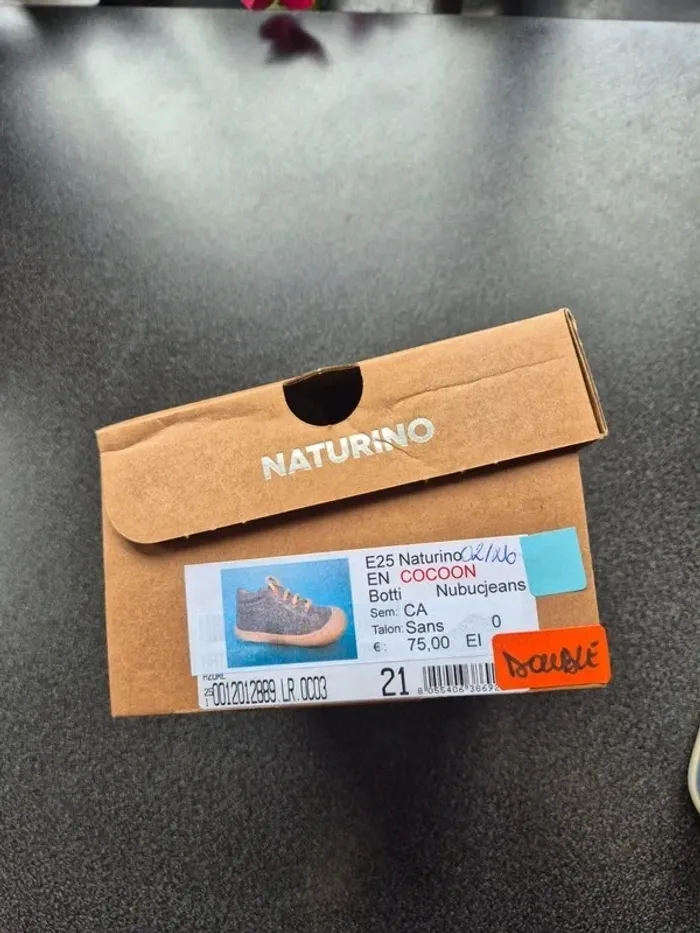 NATURINO
E25 Naturino 02/26
EN COCOON
Botti Nubucjeans
Sem: CA
Talon: Sans 0
€: 75,00 EI
DOUBLÉ
0012012889.LR.0003
21